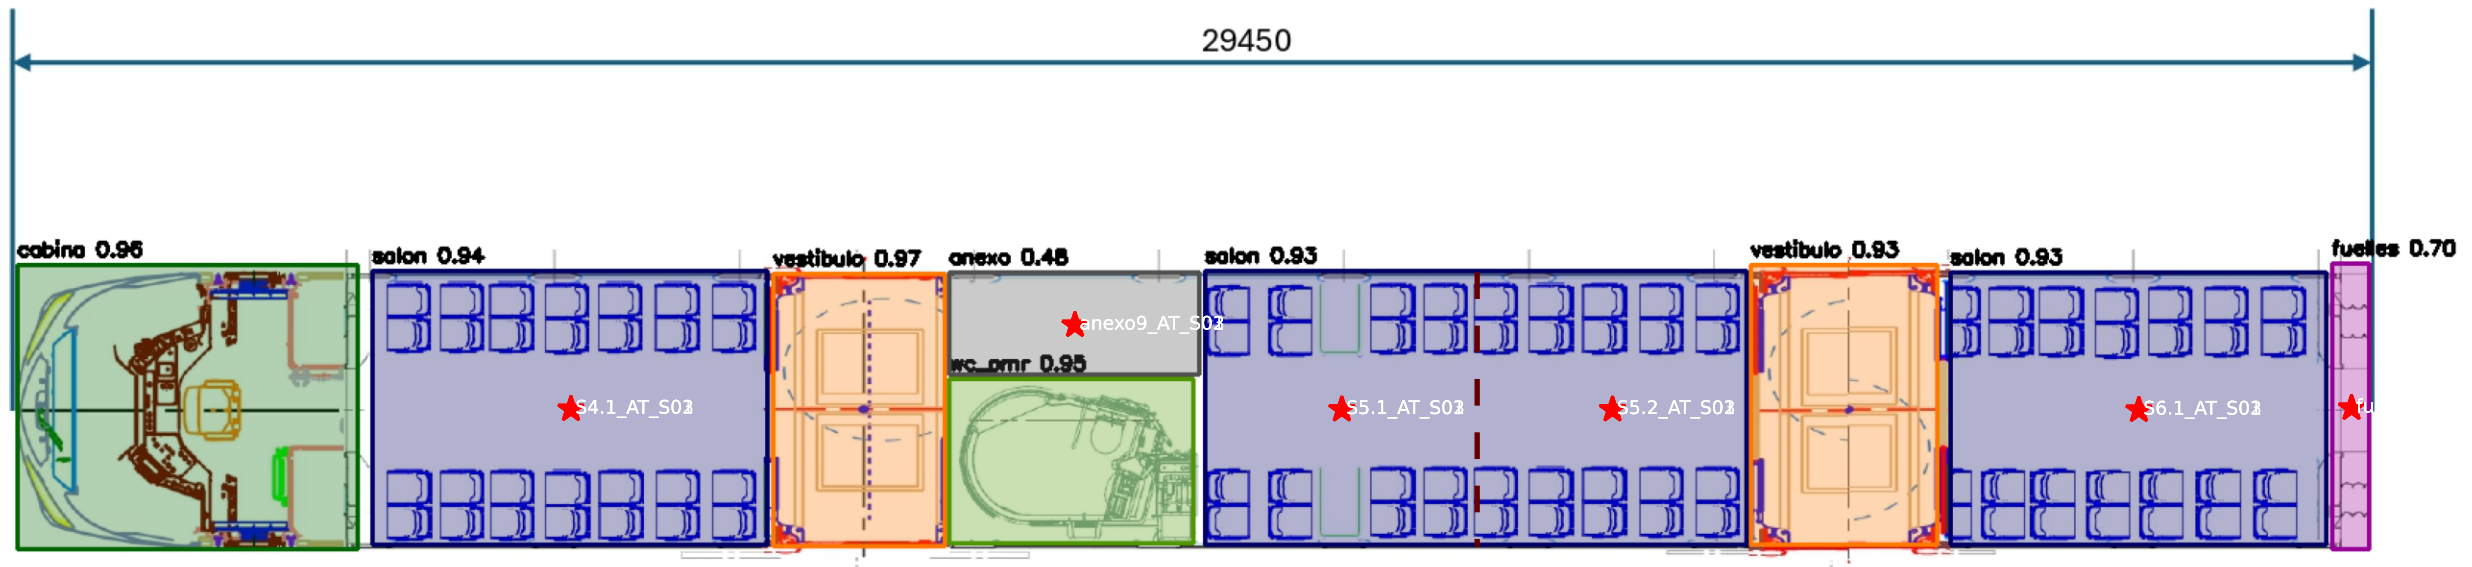 29450
cabina 0.96
salon 0.94
vestibulo 0.97
anexo 0.48
salon 0.93
vestibulo 0.93
salon 0.93
fuelles 0.70
wc_pmr 0.95
S4.1_AT_S03
anexo9_AT_S03
S5.1_AT_S03
S5.2_AT_S03
S6.1_AT_S03
fu